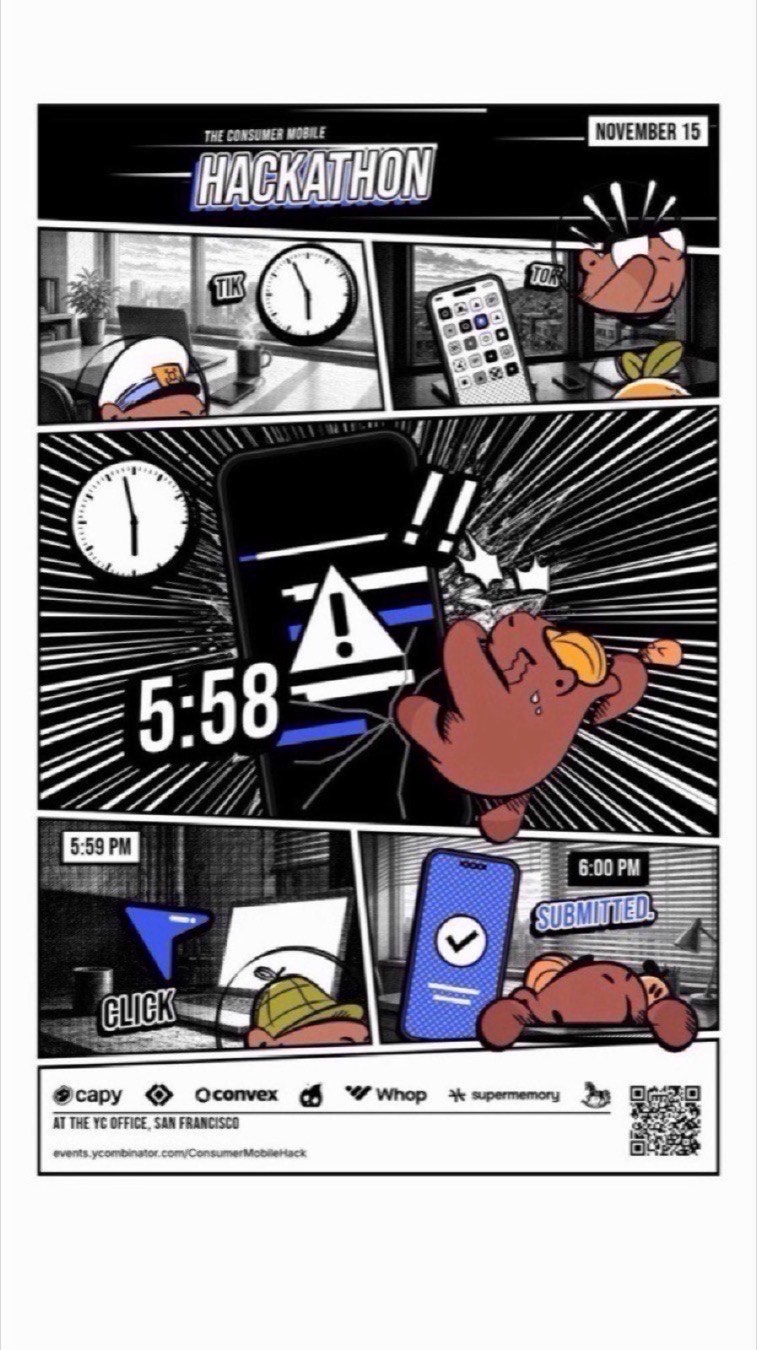 THE CONSUMER MOBILE
HACKATHON
NOVEMBER 15
TIK
TOK
!!
!
5:58
5:59 PM
CLICK
6:00 PM
SUBMITTED.
capy
convex
Whop
supermemory
AT THE YC OFFICE, SAN FRANCISCO
events.ycombinator.com/ConsumerMobileHack